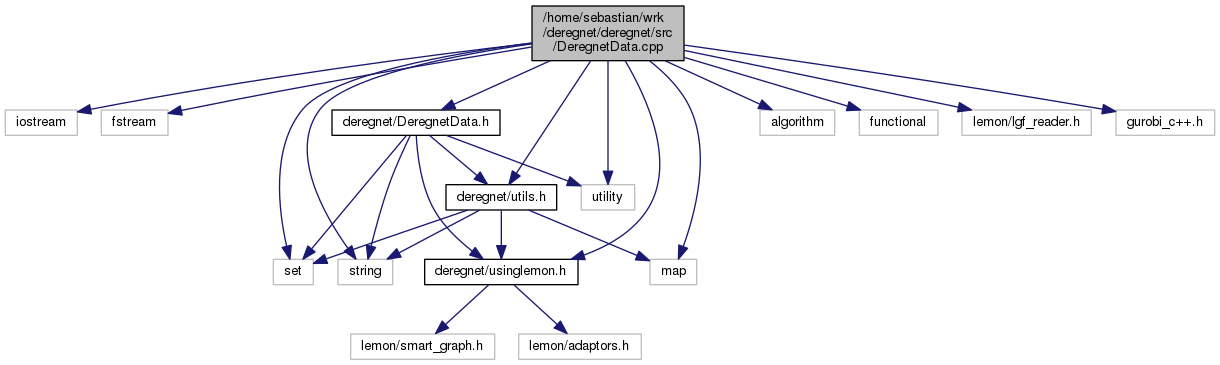 /home/sebastian/wrk
/deregnet/deregnet/src
/DeregnetData.cpp
iostream
fstream
deregnet/DeregnetData.h
algorithm
functional
lemon/lgf_reader.h
gurobi_c++.h
deregnet/utils.h
utility
set
string
deregnet/usinglemon.h
map
lemon/smart_graph.h
lemon/adaptors.h